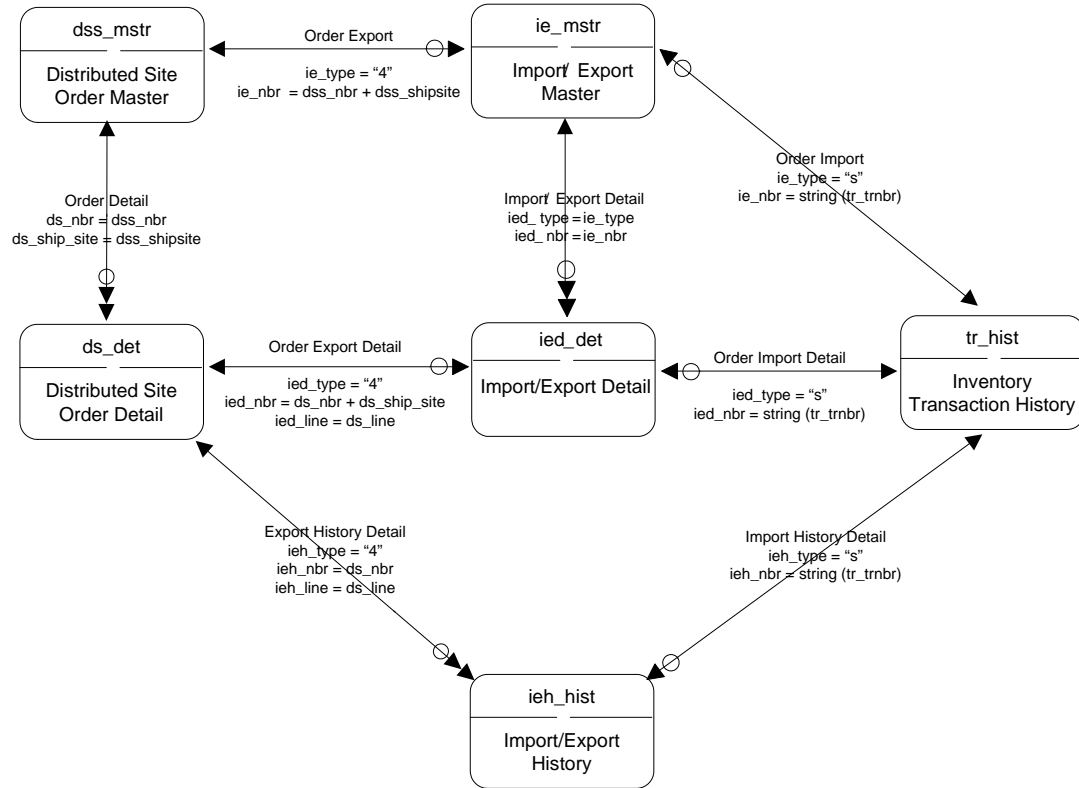 dss_mstr
Distributed Site
Order Master
Order Export
ie_type = “4”
ie_nbr = dss_nbr + dss_shipsite
ie_mstr
Import/ Export
Master
Order Import
ie_type = “s”
ie_nbr = string (tr_trnbr)
Order Detail
ds_nbr = dss_nbr
ds_ship_site = dss_shipsite
Import/ Export Detail
ied_ type = ie_type
ied_ nbr = ie_nbr
ds_det
Distributed Site
Order Detail
Order Export Detail
ied_type = “4”
ied_nbr = ds_nbr + ds_ship_site
ied_line = ds_line
ied_det
Import/Export Detail
Order Import Detail
ied_type = “s”
ied_nbr = string (tr_trnbr)
tr_hist
Inventory
Transaction History
Export History Detail
ieh_type = “4”
ieh_nbr = ds_nbr
ieh_line = ds_line
Import History Detail
ieh_type = “s”
ieh_nbr = string (tr_trnbr)
ieh_hist
Import/Export
History